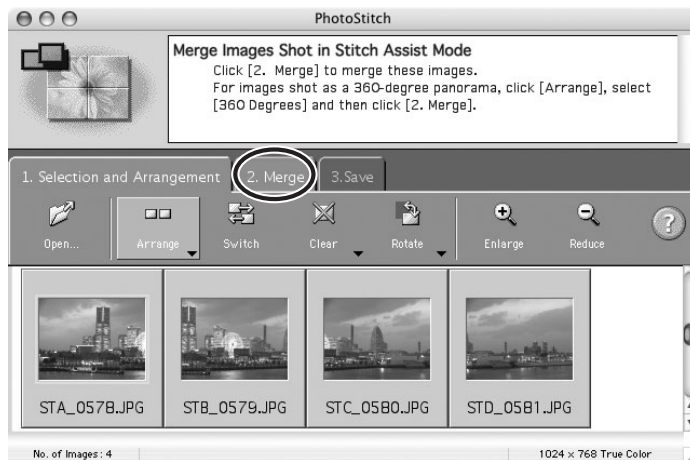 PhotoStitch
Merge Images Shot in Stitch Assist Mode
Click [2. Merge] to merge these images.
For images shot as a 360-degree panorama, click [Arrange], select
[360 Degrees] and then click [2. Merge].
1. Selection and Arrangement 2. Merge 3.Save
Open... Arrange Switch Clear Rotate Enlarge Reduce ?
STA_0578.JPG STB_0579.JPG STC_0580.JPG STD_0581.JPG
No. of Images: 4 1024 x 768 True Color